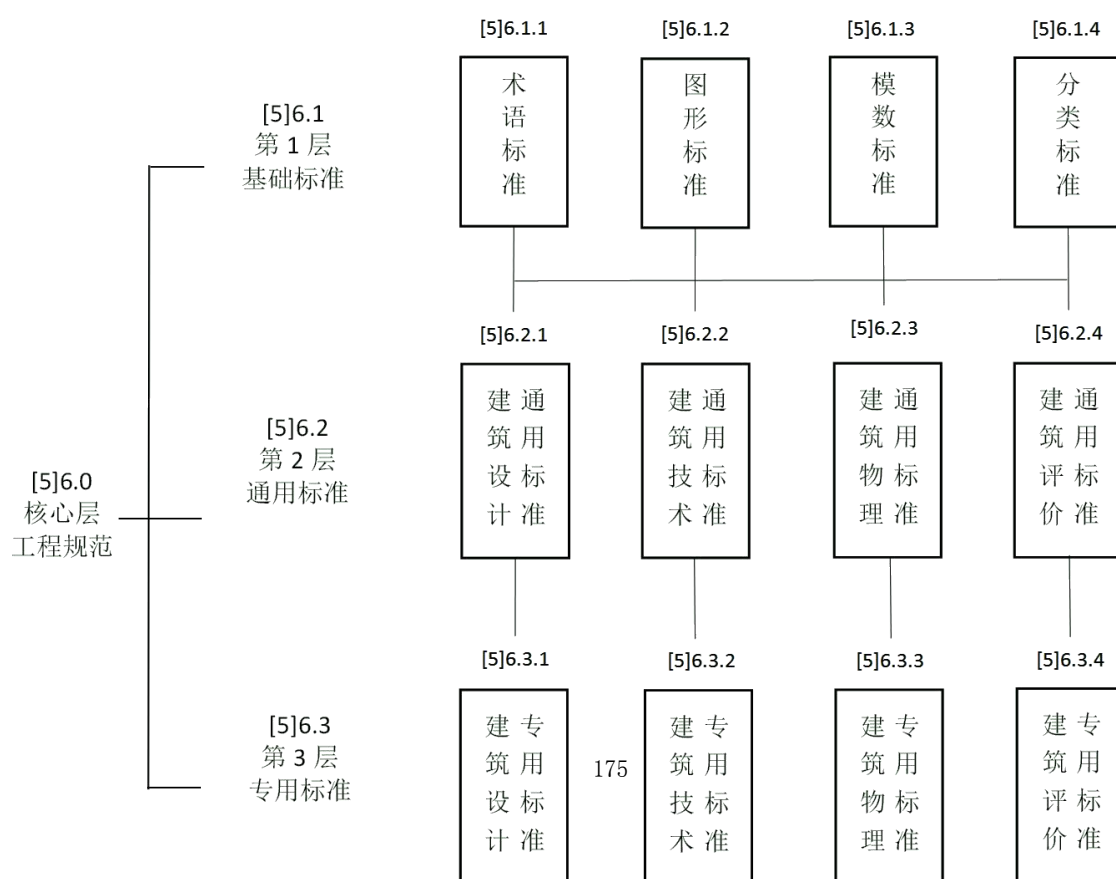 [5]6.1.1
[5]6.1.2
[5]6.1.3
[5]6.1.4
术语标准
图形标准
模数标准
分类标准
[5]6.1
第 1 层
基础标准
[5]6.2.1
[5]6.2.2
[5]6.2.3
[5]6.2.4
建筑设计
通用标准
建筑技术
通用标准
建筑物理
通用标准
建筑评价
通用标准
[5]6.2
第 2 层
通用标准
[5]6.0
核心层
工程规范
[5]6.3.1
[5]6.3.2
[5]6.3.3
[5]6.3.4
建筑设计
专用标准
建筑技术
专用标准
建筑物理
专用标准
建筑评价
专用标准
[5]6.3
第 3 层
专用标准
175